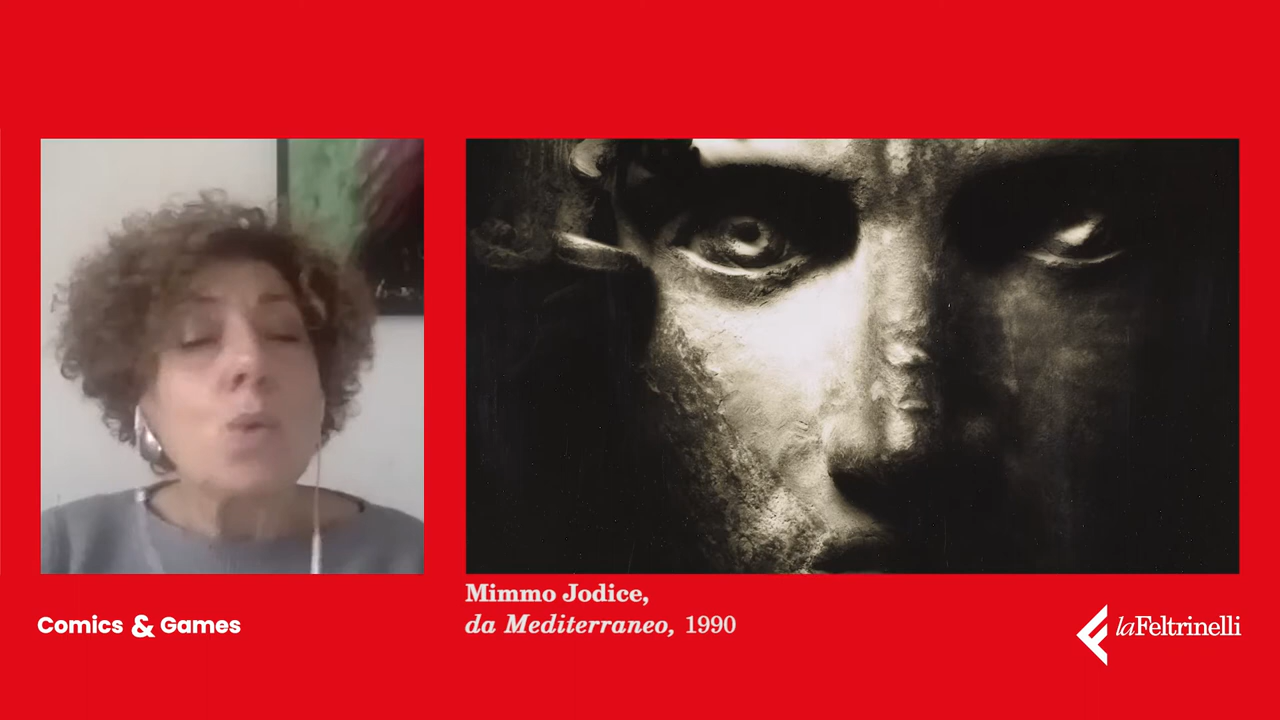 Mimmo Jodice,
da Mediterraneo, 1990
Comics & Games
laFeltrinelli